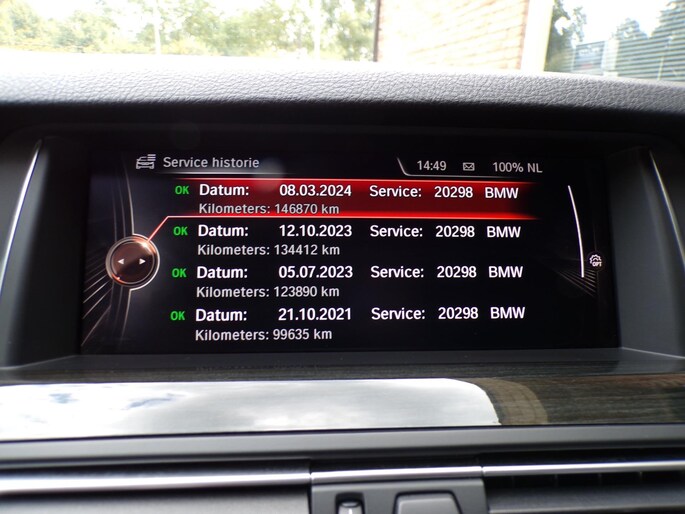 Service historie 14:49 100% NL
OK Datum: 08.03.2024 Service: 20298 BMW
Kilometers: 146870 km
OK Datum: 12.10.2023 Service: 20298 BMW
Kilometers: 134412 km
OK Datum: 05.07.2023 Service: 20298 BMW
Kilometers: 123890 km
OK Datum: 21.10.2021 Service: 20298 BMW
Kilometers: 99635 km
OPT